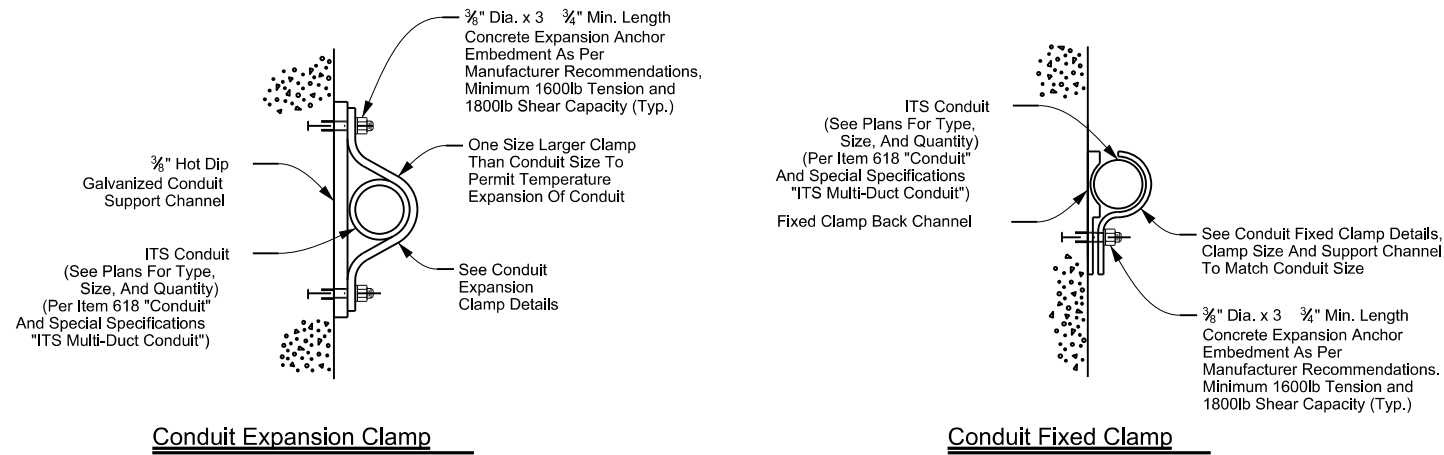 ⅜" Dia. x 3 ¾" Min. Length
Concrete Expansion Anchor
Embedment As Per
Manufacturer Recommendations,
Minimum 1600lb Tension and
1800lb Shear Capacity (Typ.)
One Size Larger Clamp
Than Conduit Size To
Permit Temperature
Expansion Of Conduit
⅜" Hot Dip
Galvanized Conduit
Support Channel
ITS Conduit
(See Plans For Type,
Size, And Quantity)
(Per Item 618 "Conduit"
And Special Specifications
"ITS Multi-Duct Conduit")
See Conduit
Expansion
Clamp Details
Conduit Expansion Clamp
ITS Conduit
(See Plans For Type,
Size, And Quantity)
(Per Item 618 "Conduit"
And Special Specifications
"ITS Multi-Duct Conduit")
Fixed Clamp Back Channel
See Conduit Fixed Clamp Details,
Clamp Size And Support Channel
To Match Conduit Size
⅜" Dia. x 3 ¾" Min. Length
Concrete Expansion Anchor
Embedment As Per
Manufacturer Recommendations.
Minimum 1600lb Tension and
1800lb Shear Capacity (Typ.)
Conduit Fixed Clamp